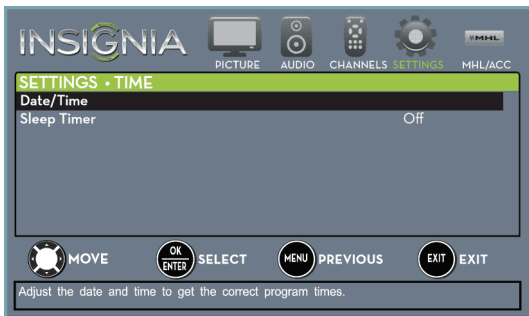 INSIGNIA
PICTURE AUDIO CHANNELS SETTINGS MHL/ACC
MHL
SETTINGS • TIME
Date/Time
Sleep Timer Off
MOVE OK ENTER SELECT MENU PREVIOUS EXIT EXIT
Adjust the date and time to get the correct program times.